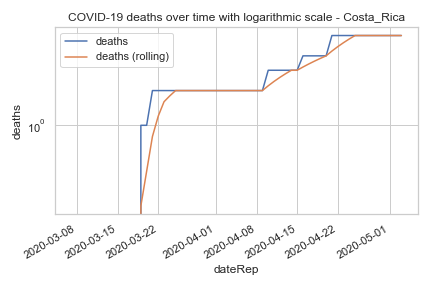 COVID-19 deaths over time with logarithmic scale - Costa_Rica
deaths
deaths (rolling)
deaths
10^0
2020-03-08
2020-03-15
2020-03-22
2020-04-01
2020-04-08
2020-04-15
2020-04-22
2020-05-01
dateRep